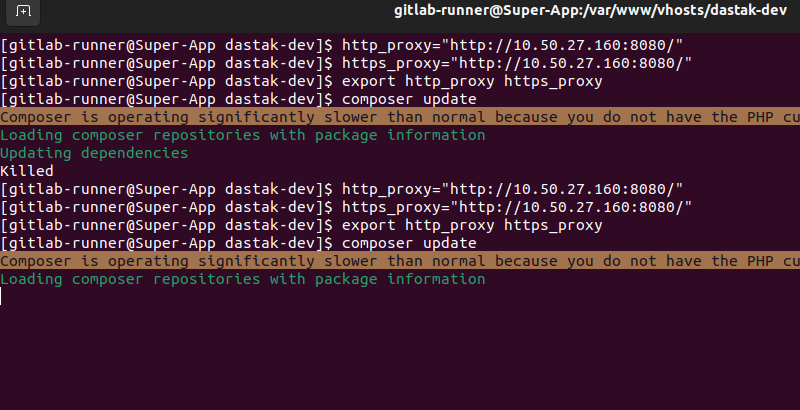 gitlab-runner@Super-App:/var/www/vhosts/dastak-dev
[gitlab-runner@Super-App dastak-dev]$ http_proxy="http://10.50.27.160:8080/"
[gitlab-runner@Super-App dastak-dev]$ https_proxy="http://10.50.27.160:8080/"
[gitlab-runner@Super-App dastak-dev]$ export http_proxy https_proxy
[gitlab-runner@Super-App dastak-dev]$ composer update
Composer is operating significantly slower than normal because you do not have the PHP cu
Loading composer repositories with package information
Updating dependencies
Killed
[gitlab-runner@Super-App dastak-dev]$ http_proxy="http://10.50.27.160:8080/"
[gitlab-runner@Super-App dastak-dev]$ https_proxy="http://10.50.27.160:8080/"
[gitlab-runner@Super-App dastak-dev]$ export http_proxy https_proxy
[gitlab-runner@Super-App dastak-dev]$ composer update
Composer is operating significantly slower than normal because you do not have the PHP cu
Loading composer repositories with package information